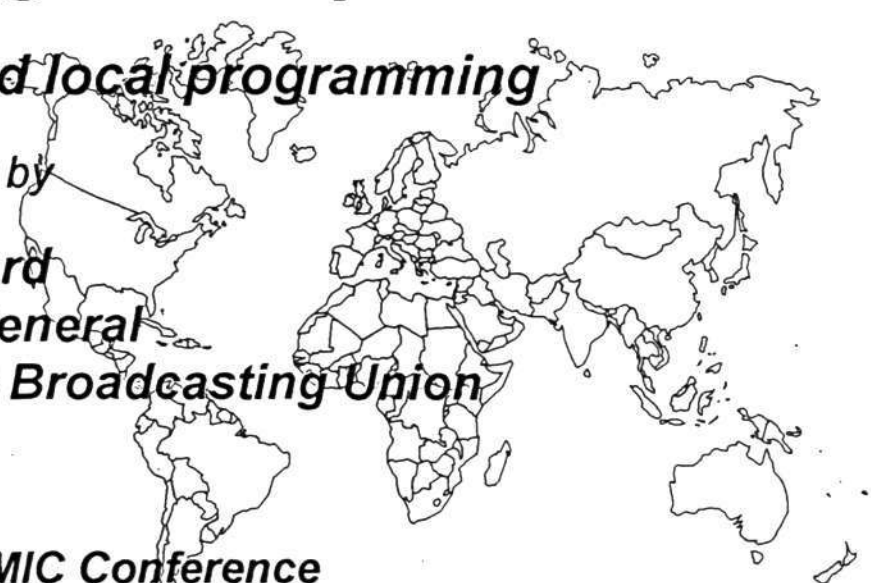 d local programming
by
rd
eneral
Broadcasting Union
MIC Conference